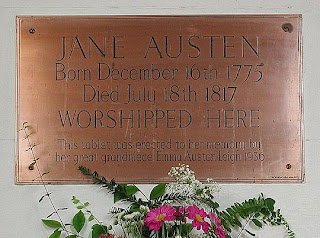 JANE AUSTEN
Born December 16th 1775
Died July 18th 1817
WORSHIPPED HERE
This tablet was erected to her memory by
her great grandniece Emma Austen Leigh 1936